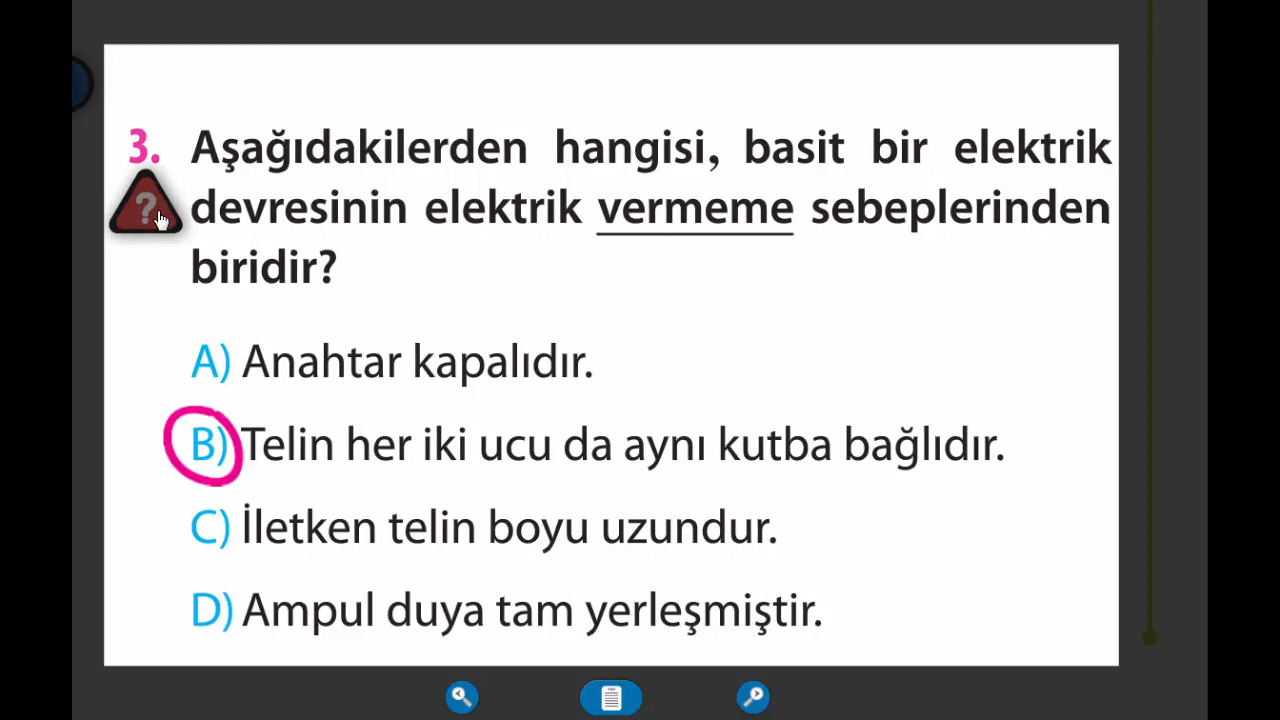 3. Aşağıdakilerden hangisi, basit bir elektrik
? devresinin elektrik vermeme sebeplerinden
biridir?
A) Anahtar kapalıdır.
B) Telin her iki ucu da aynı kutba bağlıdır.
C) İletken telin boyu uzundur.
D) Ampul duya tam yerleşmiştir.